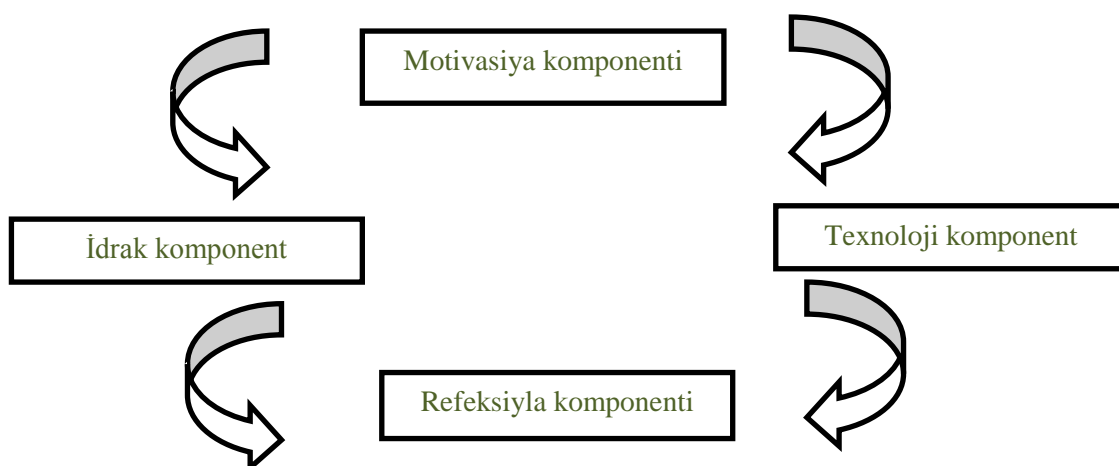 Motivasiya komponenti
İdrak komponent
Texnoloji komponent
Refeksiyla komponenti